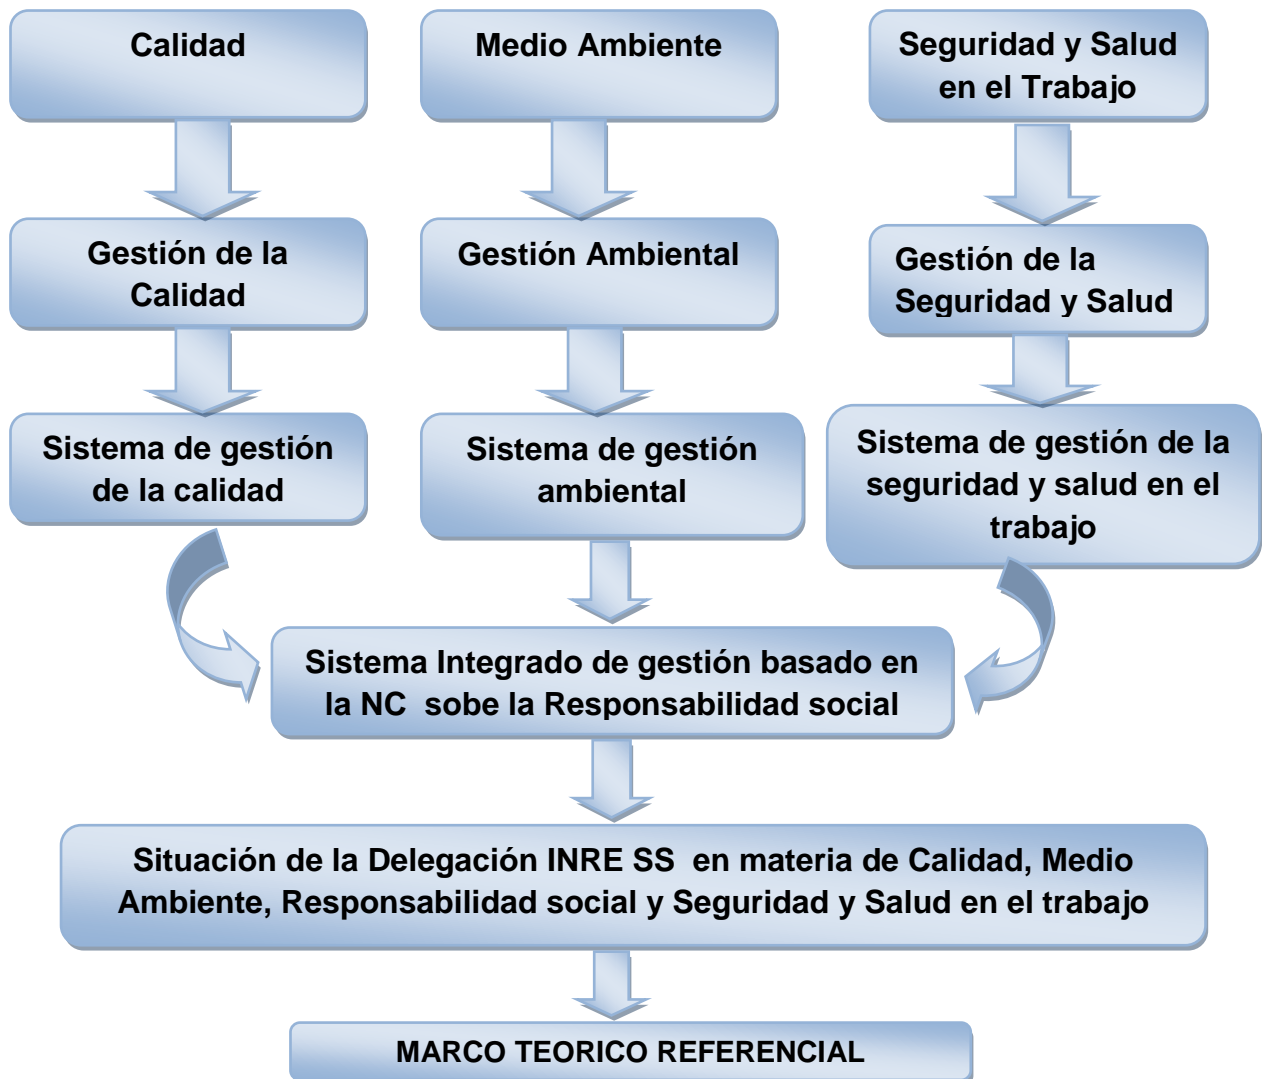 Calidad
Medio Ambiente
Seguridad y Salud
en el Trabajo
Gestión de la
Calidad
Gestión Ambiental
Gestión de la
Seguridad y Salud
Sistema de gestión
de la calidad
Sistema de gestión
ambiental
Sistema de gestión de la
seguridad y salud en el
trabajo
Sistema Integrado de gestión basado en
la NC  sobe la Responsabilidad social
Situación de la Delegación INRE SS  en materia de Calidad, Medio
Ambiente, Responsabilidad social y Seguridad y Salud en el trabajo
MARCO TEORICO REFERENCIAL